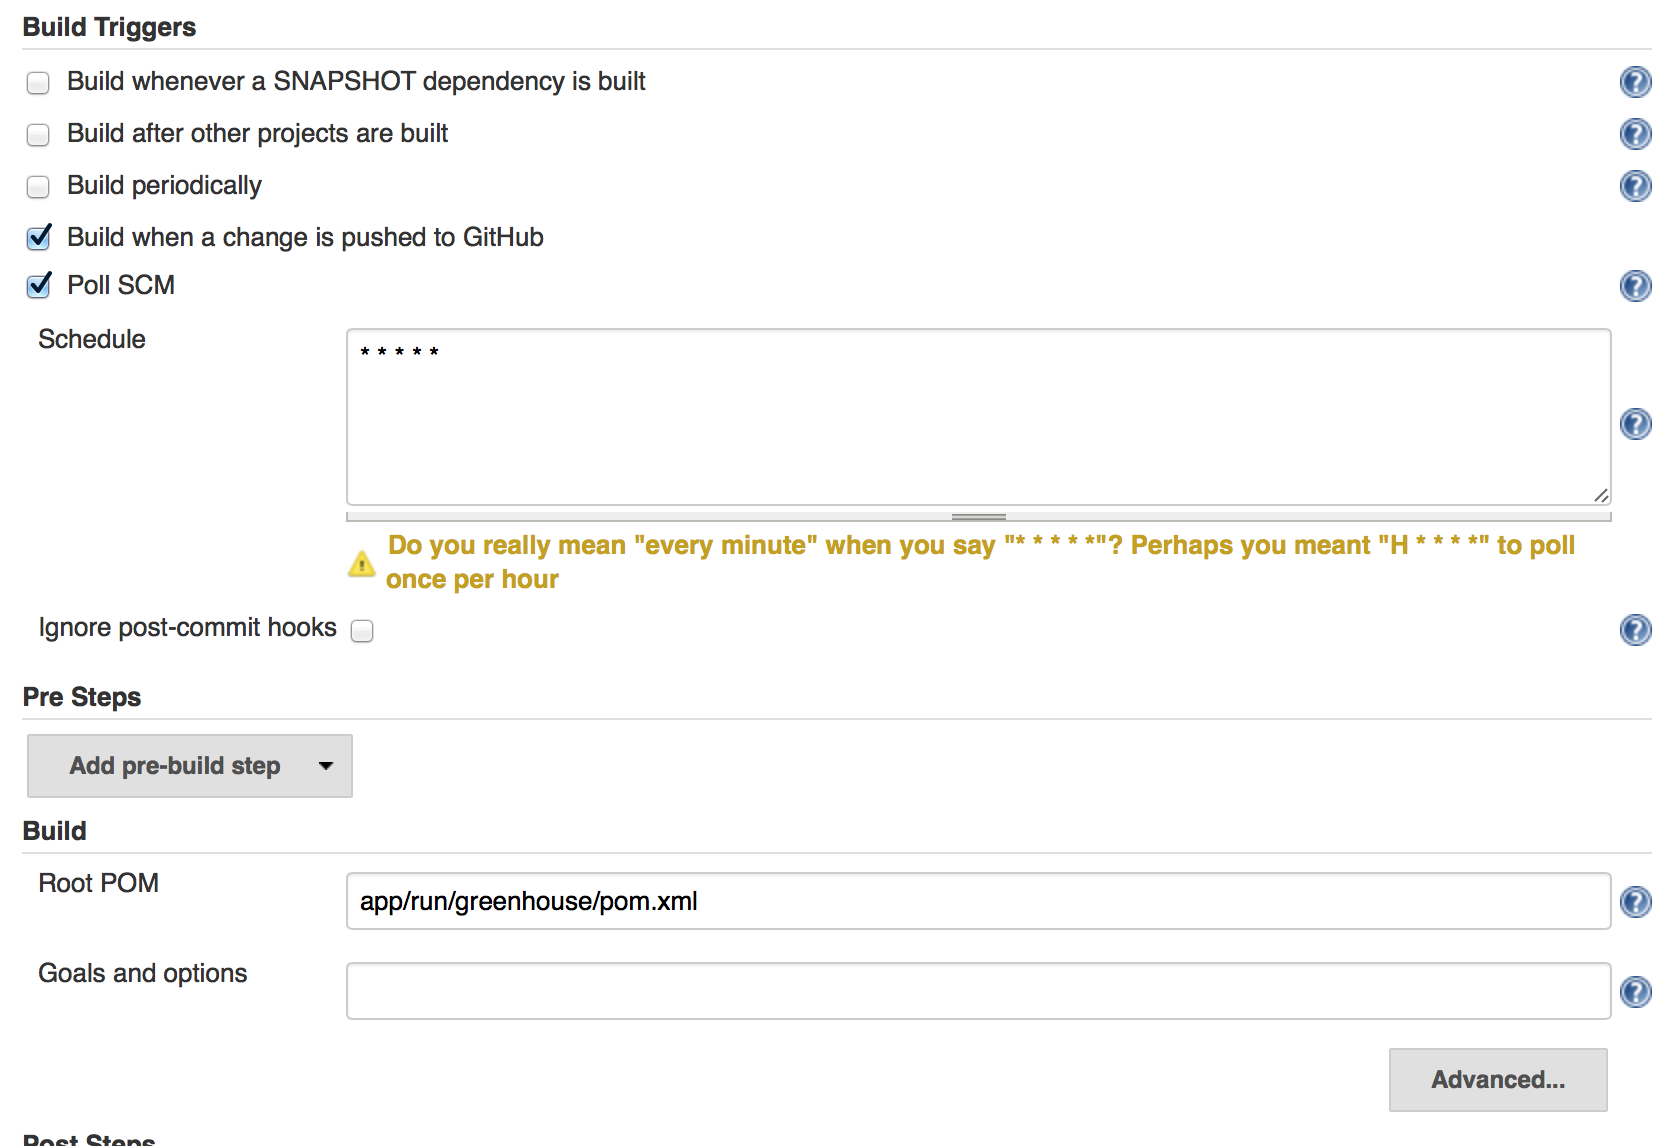 Build Triggers
Build whenever a SNAPSHOT dependency is built
Build after other projects are built
Build periodically
Build when a change is pushed to GitHub
Poll SCM
Schedule
* * * * *
Do you really mean "every minute" when you say "* * * * *"? Perhaps you meant "H * * * *" to poll
once per hour
Ignore post-commit hooks
Pre Steps
Add pre-build step
Build
Root POM
app/run/greenhouse/pom.xml
Goals and options
Advanced...
Post Steps